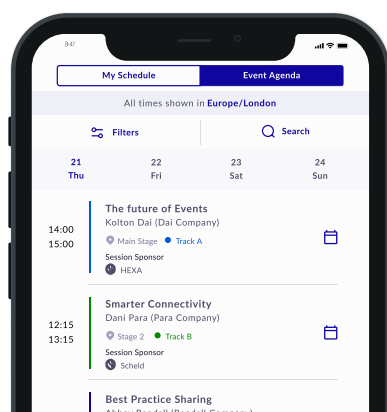 9:41
My Schedule
Event Agenda
All times shown in Europe/London
Filters
Search
21 22 23 24
Thu Fri Sat Sun
The future of Events
Kolton Dai (Dai Company)
14:00
15:00
Main Stage Track A
Session Sponsor
HEXA
Smarter Connectivity
Dani Para (Para Company)
12:15
13:15
Stage 2 Track B
Session Sponsor
Scheld
Best Practice Sharing